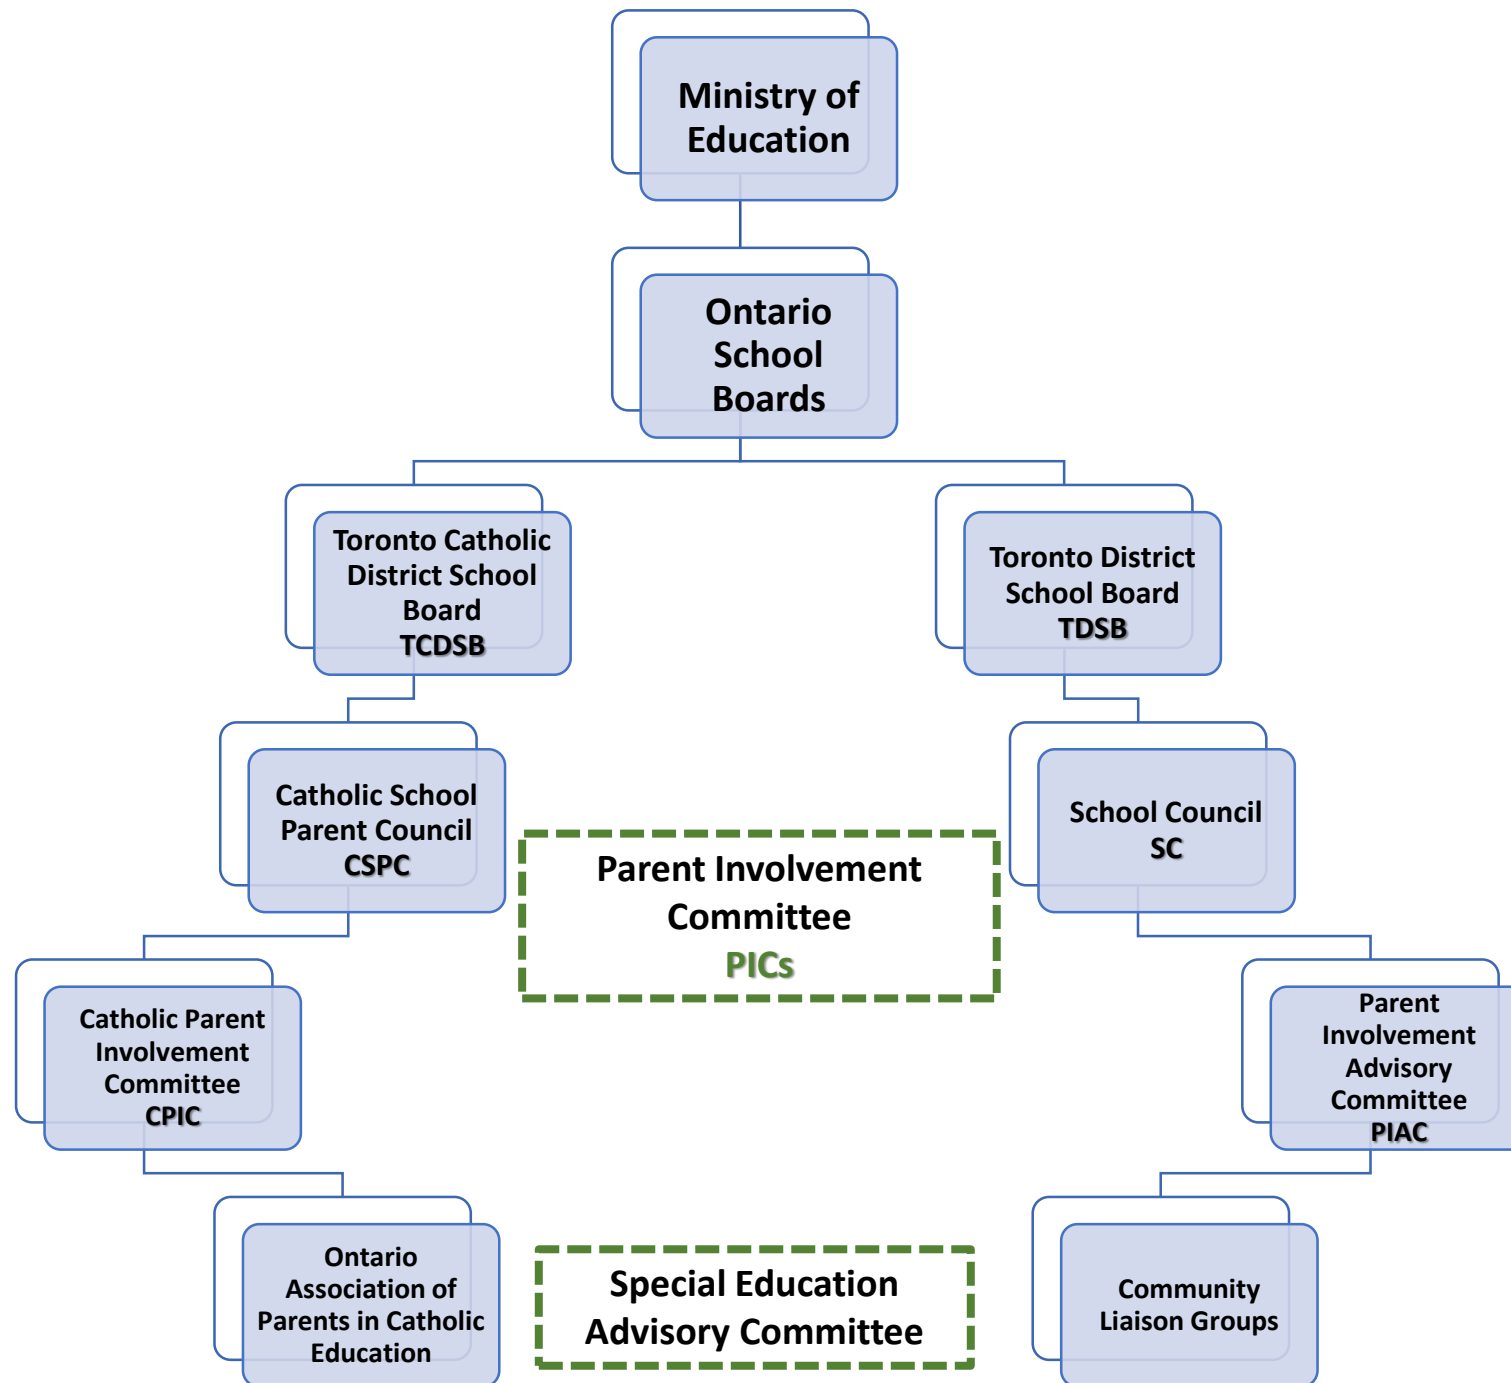 Ministry of
Education
Ontario
School
Boards
Toronto Catholic
District School
Board
TCDSB
Toronto District
School Board
TDSB
Catholic School
Parent Council
CSPC
Parent Involvement
Committee
PICs
School Council
SC
Catholic Parent
Involvement
Committee
CPIC
Parent
Involvement
Advisory
Committee
PIAC
Ontario
Association of
Parents in Catholic
Education
Special Education
Advisory Committee
Community
Liaison Groups